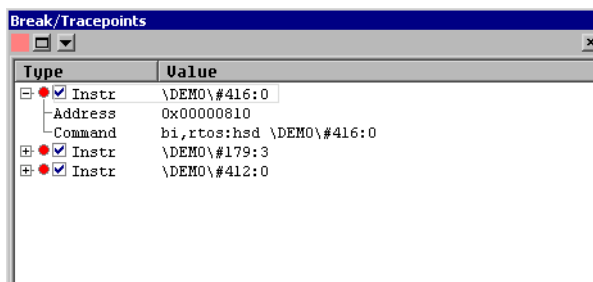 Break/Tracepoints
Type Value
Instr \DEMO\#416:0
Address 0x00000810
Command bi,rtos:hsd \DEMO\#416:0
Instr \DEMO\#179:3
Instr \DEMO\#412:0